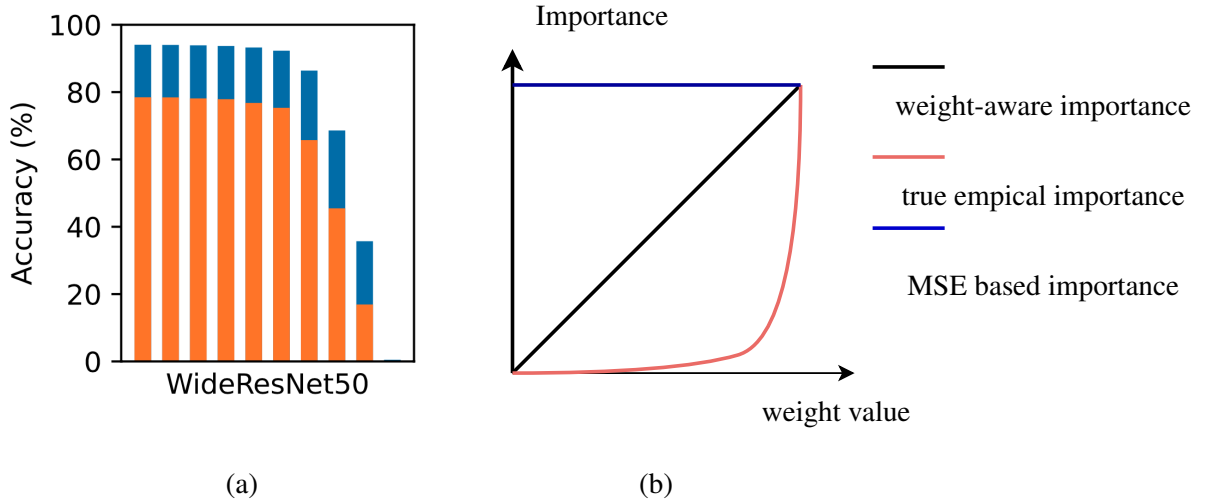 100
80
60
40
20
0
Accuracy (%)
WideResNet50
(a)
Importance
weight value
(b)
weight-aware importance
true empical importance
MSE based importance